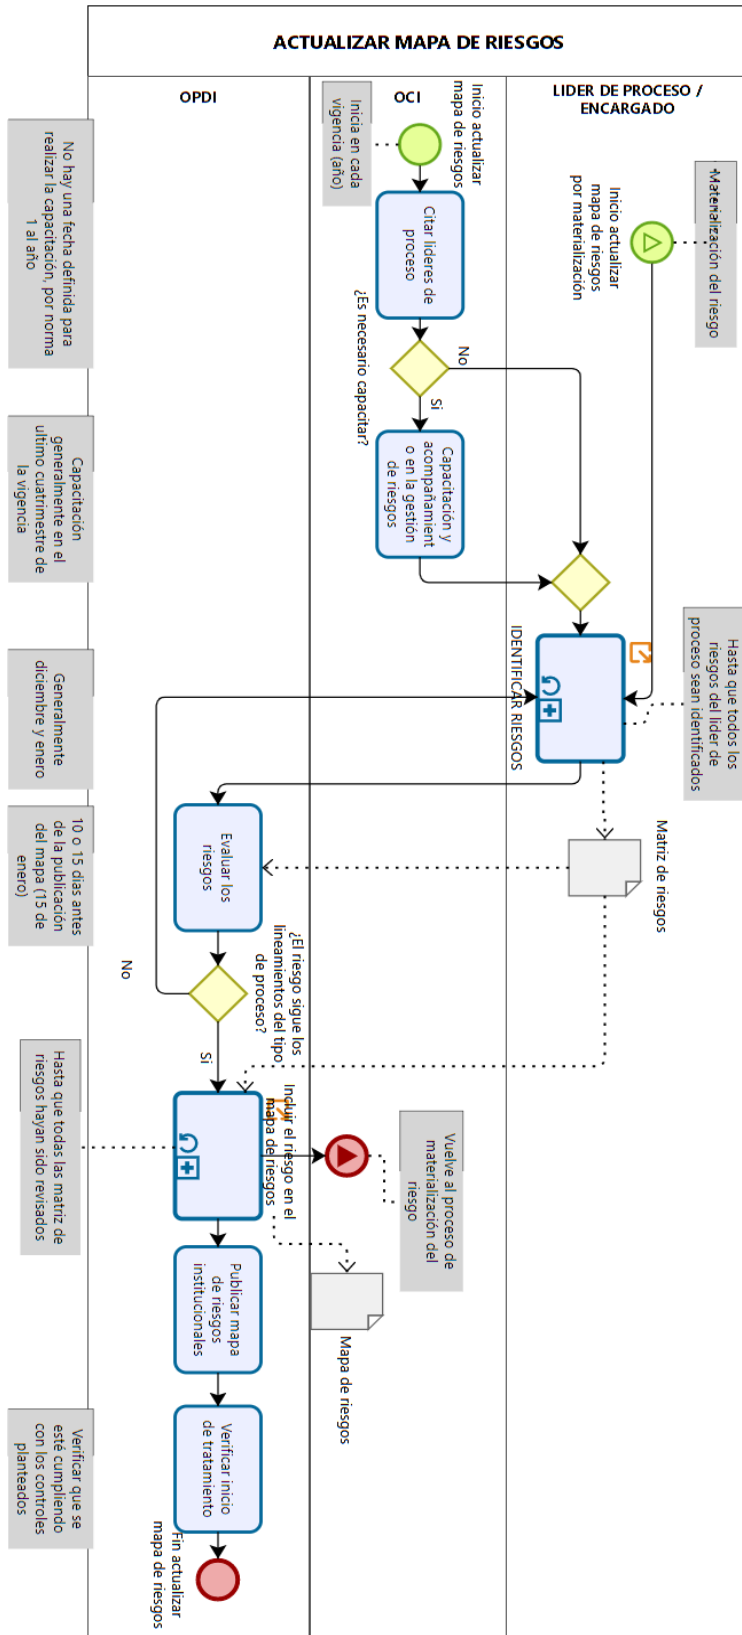 ACTUALIZAR MAPA DE RIESGOS
OPDI
OCI
LIDER DE PROCESO /
ENCARGADO
Inicio actualizar
mapa de riesgos
Inicia en cada
vigencia (año)
Materialización del
riesgo
Inicio actualizar
mapa de riesgos
por materialización
Citar lideres de
proceso
¿Es necesario capacitar?
No
Si
Capacitación y
acompañamient
o en la gestión
de riesgos
No hay una fecha definida para
realizar la capacitación, por norma
1 al año
Capacitación
generalmente en el
ultimo cuatrimestre de
la vigencia
IDENTIFICAR RIESGOS
Hasta que todos los
riesgos del lider de
proceso sean identificados
Generalmente
diciembre y enero
Matriz de riesgos
Evaluar los
riesgos
10 o 15 dias antes
de la publicación
del mapa (15 de
enero)
¿El riesgo sigue los
lineamientos del tipo
de proceso?
No
Si
Incluir el riesgo en el
mapa de riesgos
Hasta que todas las matriz de
riesgos hayan sido revisados
Vuelve al proceso de
materialización del
riesgo
Mapa de riesgos
Publicar mapa
de riesgos
institucionales
Verificar inicio
de tratamiento
Verificar que se
esté cumpliendo
con los controles
planteados
Fin actualizar
mapa de riesgos